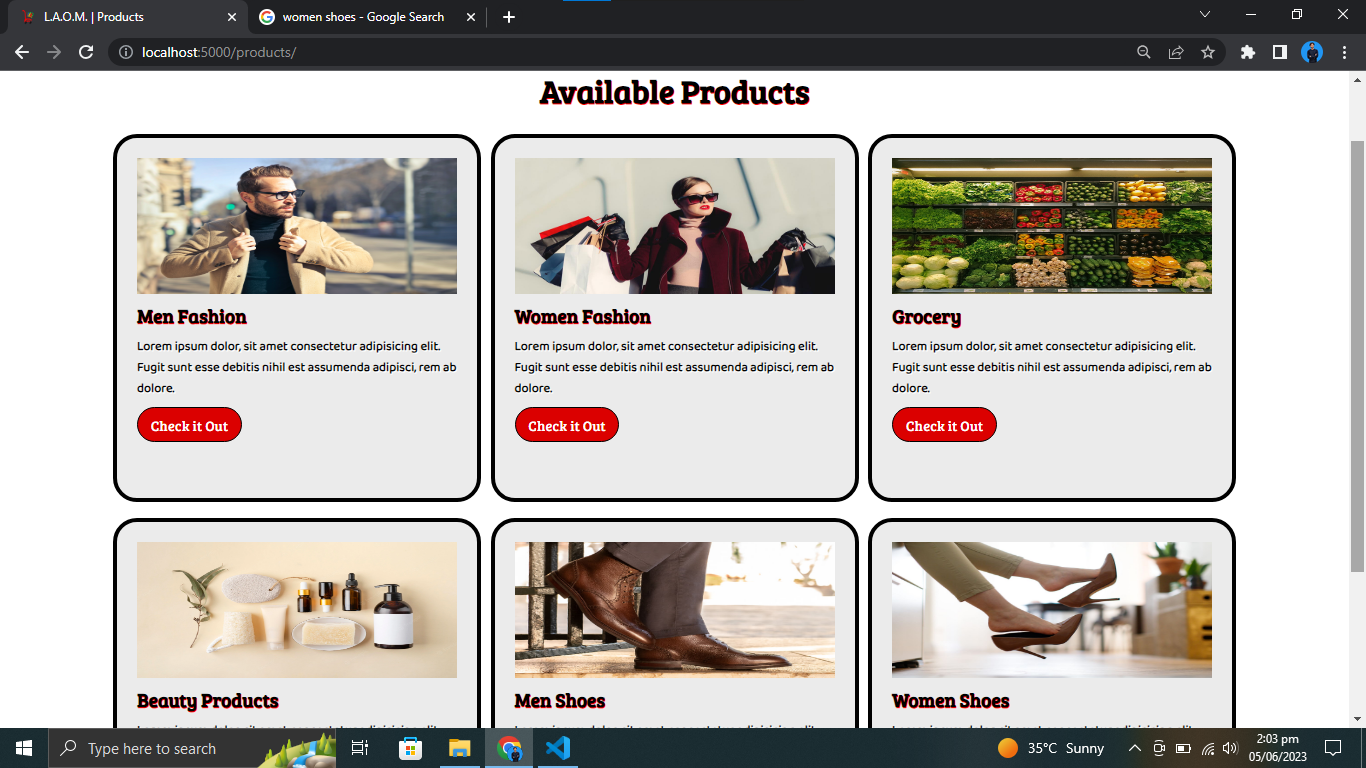 L.A.O.M. | Products
women shoes - Google Search
localhost:5000/products/
Available Products
Men Fashion
Lorem ipsum dolor, sit amet consectetur adipisicing elit.
Fugit sunt esse debitis nihil est assumenda adipisci, rem ab
dolore.
Check it Out
Women Fashion
Lorem ipsum dolor, sit amet consectetur adipisicing elit.
Fugit sunt esse debitis nihil est assumenda adipisci, rem ab
dolore.
Check it Out
Grocery
Lorem ipsum dolor, sit amet consectetur adipisicing elit.
Fugit sunt esse debitis nihil est assumenda adipisci, rem ab
dolore.
Check it Out
Beauty Products
Men Shoes
Women Shoes
Type here to search
35°C Sunny
2:03 pm
05/06/2023